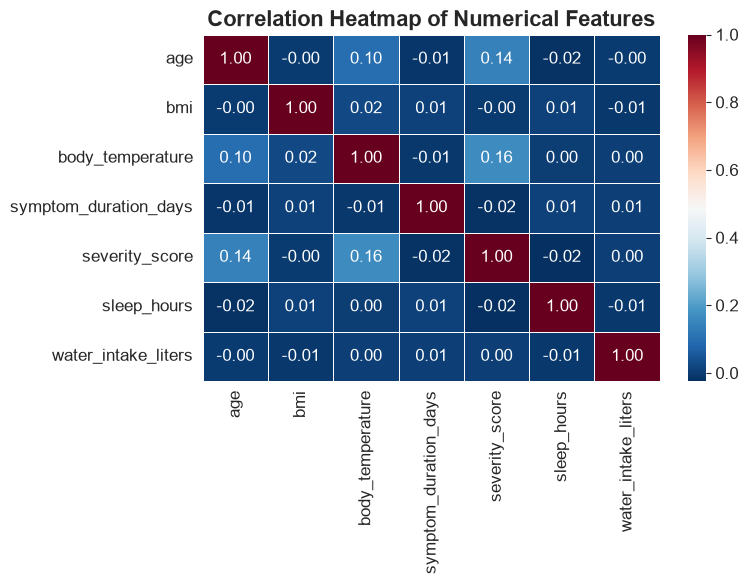 Correlation Heatmap of Numerical Features
age 1.00 -0.00 0.10 -0.01 0.14 -0.02 -0.00
bmi -0.00 1.00 0.02 0.01 -0.00 0.01 -0.01
body_temperature 0.10 0.02 1.00 -0.01 0.16 0.00 0.00
symptom_duration_days -0.01 0.01 -0.01 1.00 -0.02 0.01 0.01
severity_score 0.14 -0.00 0.16 -0.02 1.00 -0.02 0.00
sleep_hours -0.02 0.01 0.00 0.01 -0.02 1.00 -0.01
water_intake_liters -0.00 -0.01 0.00 0.01 0.00 -0.01 1.00
age
bmi
body_temperature
symptom_duration_days
severity_score
sleep_hours
water_intake_liters
1.0
0.8
0.6
0.4
0.2
0.0